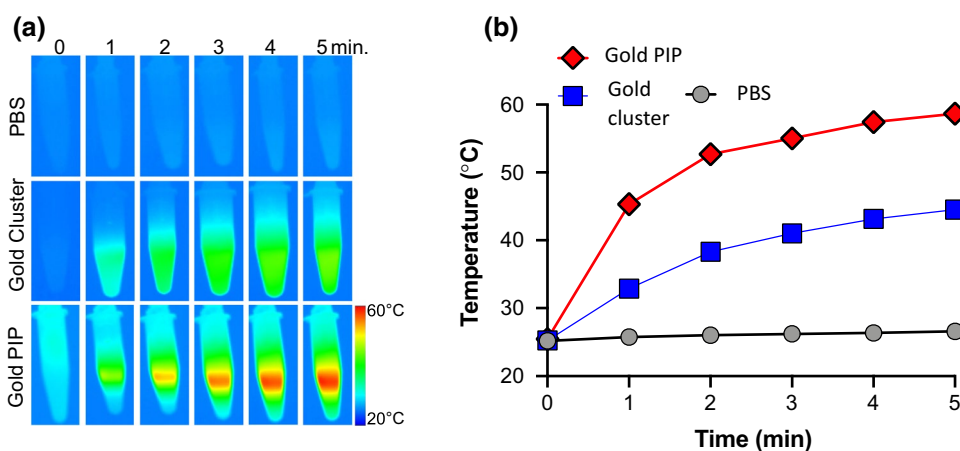 (a)
0 1 2 3 4 5 min.
PBS
Gold Cluster
Gold PIP
60°C
20°C
(b)
Gold PIP
Gold
cluster
PBS
Temperature (°C)
60
50
40
30
20
0 1 2 3 4 5
Time (min)